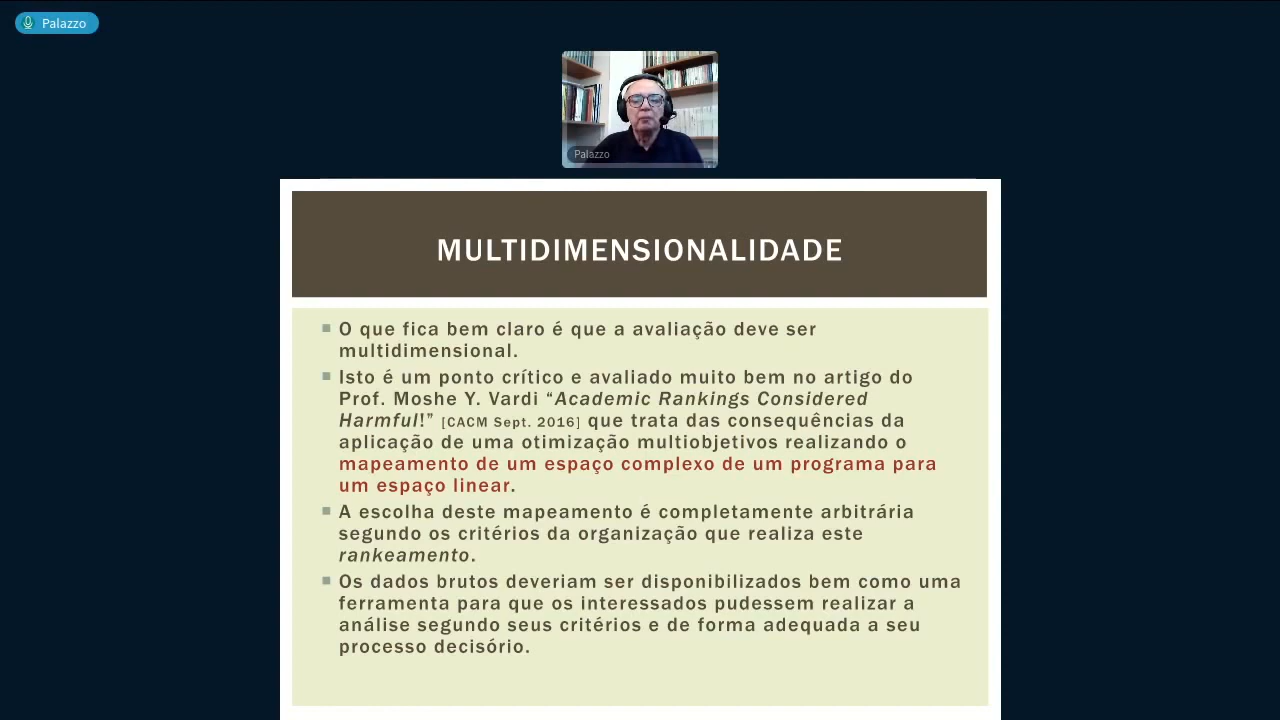 Palazzo
Palazzo
MULTIDIMENSIONALIDADE
O que fica bem claro é que a avaliação deve ser
multidimensional.
Isto é um ponto crítico e avaliado muito bem no artigo do
Prof. Moshe Y. Vardi “Academic Rankings Considered
Harmful!” [CACM Sept. 2016] que trata das consequências da
aplicação de uma otimização multiobjetivos realizando o
mapeamento de um espaço complexo de um programa para
um espaço linear.
A escolha deste mapeamento é completamente arbitrária
segundo os critérios da organização que realiza este
rankeamento.
Os dados brutos deveriam ser disponibilizados bem como uma
ferramenta para que os interessados pudessem realizar a
análise segundo seus critérios e de forma adequada a seu
processo decisório.